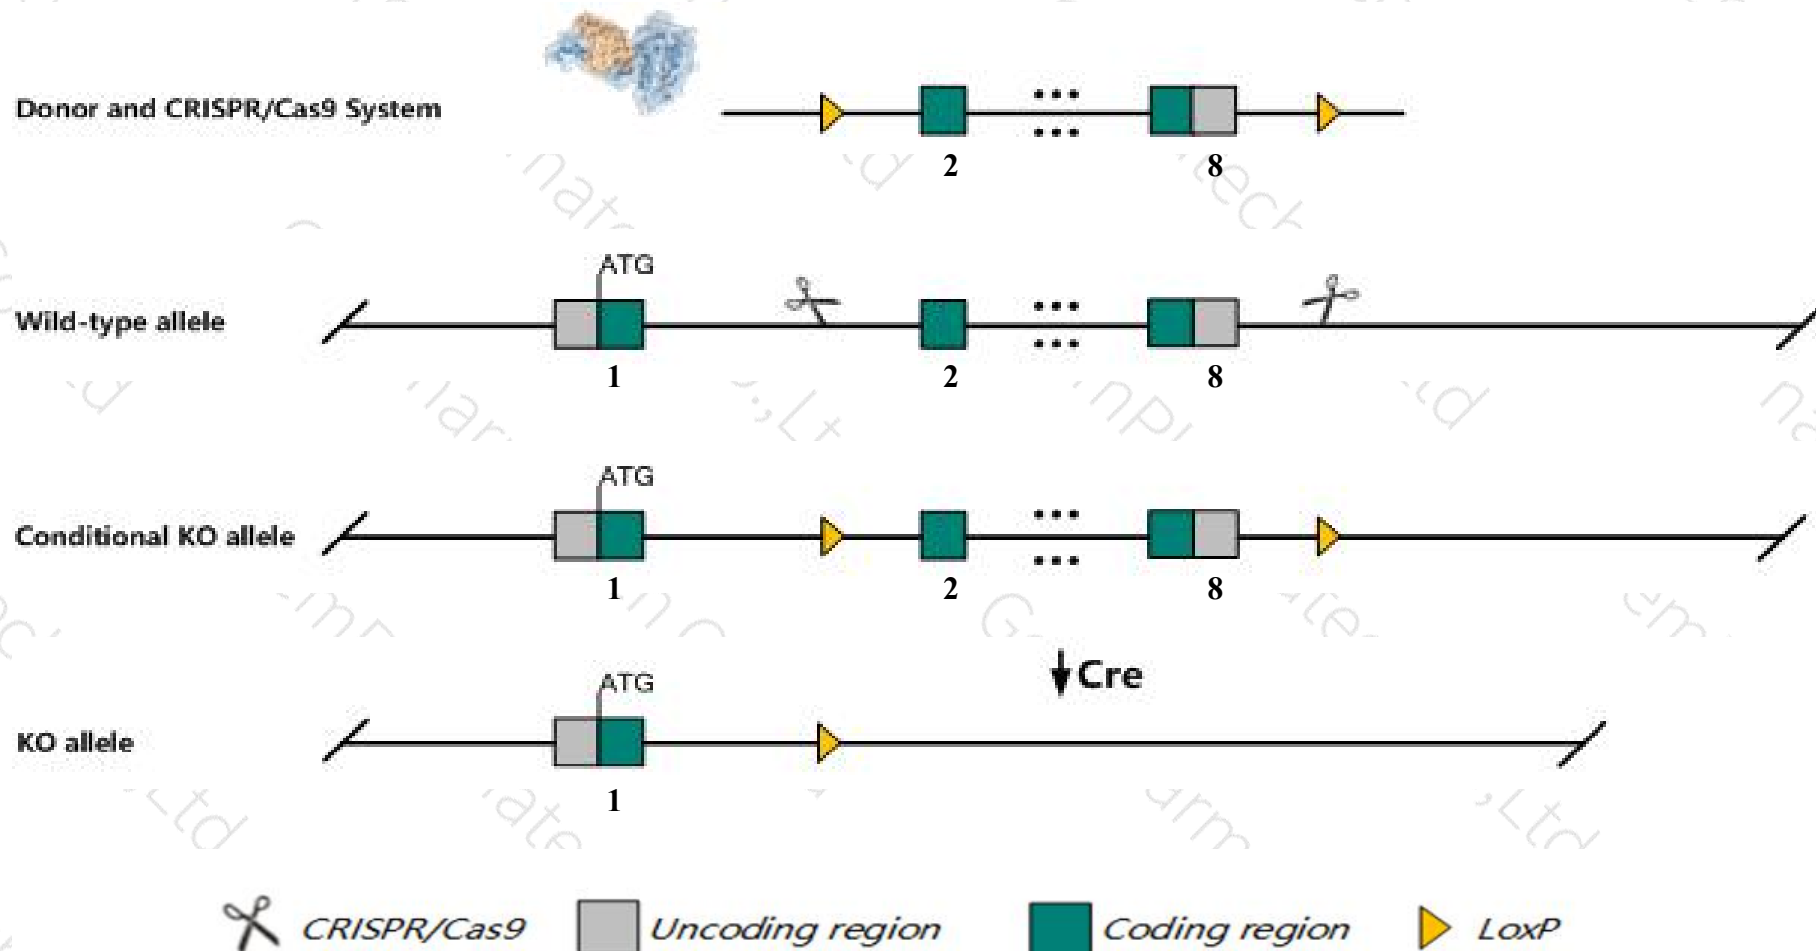 Donor and CRISPR/Cas9 System
2
8
ATG
Wild-type allele
1
2
8
ATG
Conditional KO allele
1
2
8
Cre
ATG
KO allele
1
CRISPR/Cas9
Uncoding region
Coding region
LoxP